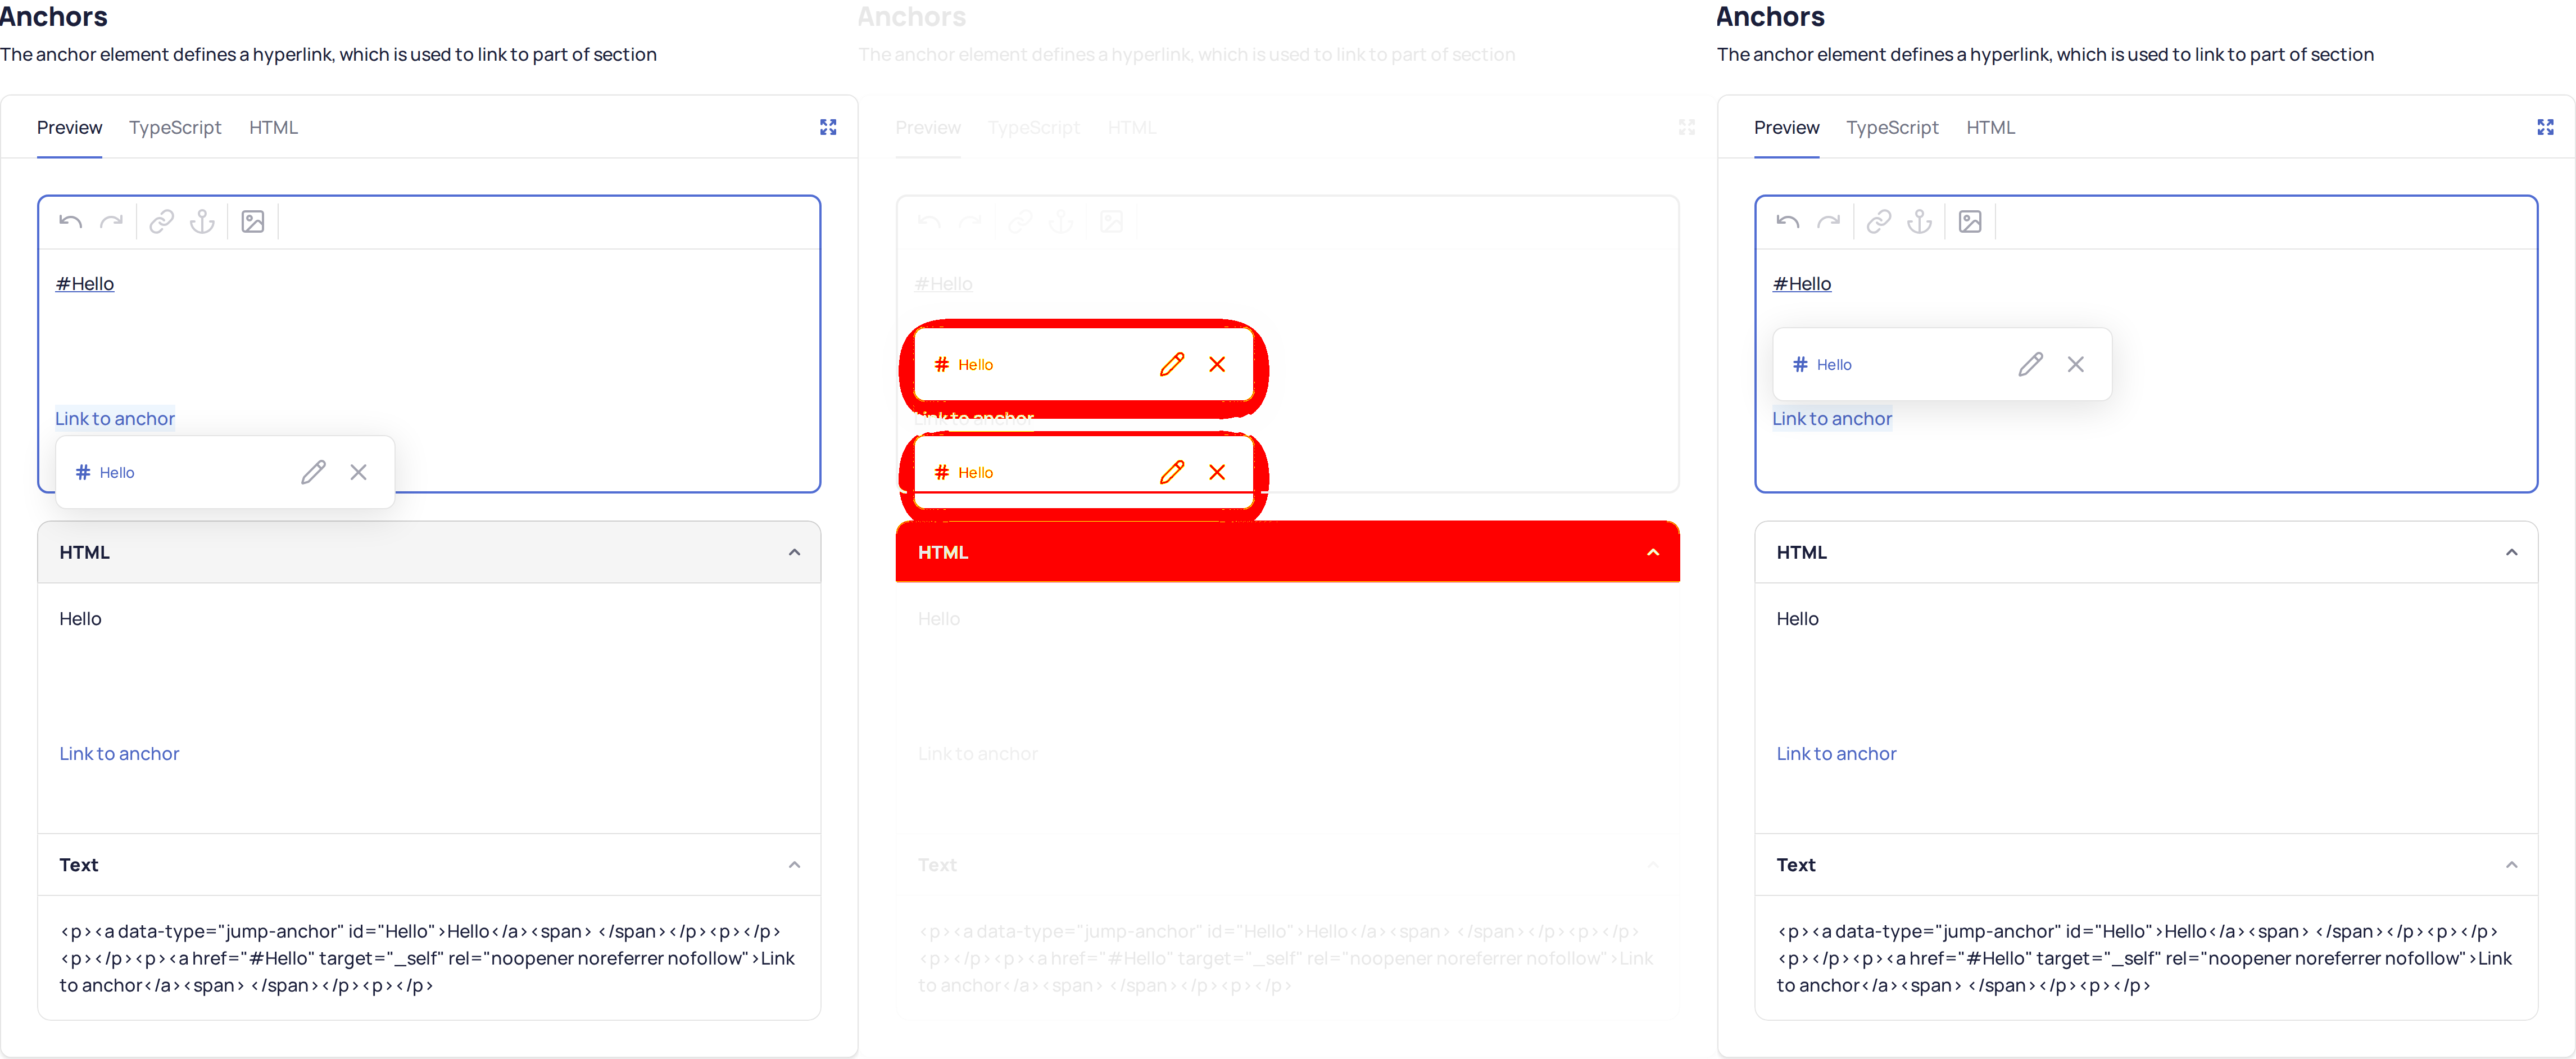 Anchors
The anchor element defines a hyperlink, which is used to link to part of section
Preview TypeScript HTML
#Hello
Link to anchor
# Hello
HTML
Hello
Link to anchor
Text
<p><a data-type="jump-anchor" id="Hello">Hello</a><span> </span></p><p></p>
<p></p><p><a href="#Hello" target="_self" rel="noopener noreferrer nofollow">Link
to anchor</a><span> </span></p><p></p>
Anchors
The anchor element defines a hyperlink, which is used to link to part of section
Preview TypeScript HTML
#Hello
# Hello
Link to anchor
# Hello
HTML
Hello
Link to anchor
Text
<p><a data-type="jump-anchor" id="Hello">Hello</a><span> </span></p><p></p>
<p></p><p><a href="#Hello" target="_self" rel="noopener noreferrer nofollow">Link
to anchor</a><span> </span></p><p></p>
Anchors
The anchor element defines a hyperlink, which is used to link to part of section
Preview TypeScript HTML
#Hello
# Hello
Link to anchor
HTML
Hello
Link to anchor
Text
<p><a data-type="jump-anchor" id="Hello">Hello</a><span> </span></p><p></p>
<p></p><p><a href="#Hello" target="_self" rel="noopener noreferrer nofollow">Link
to anchor</a><span> </span></p><p></p>